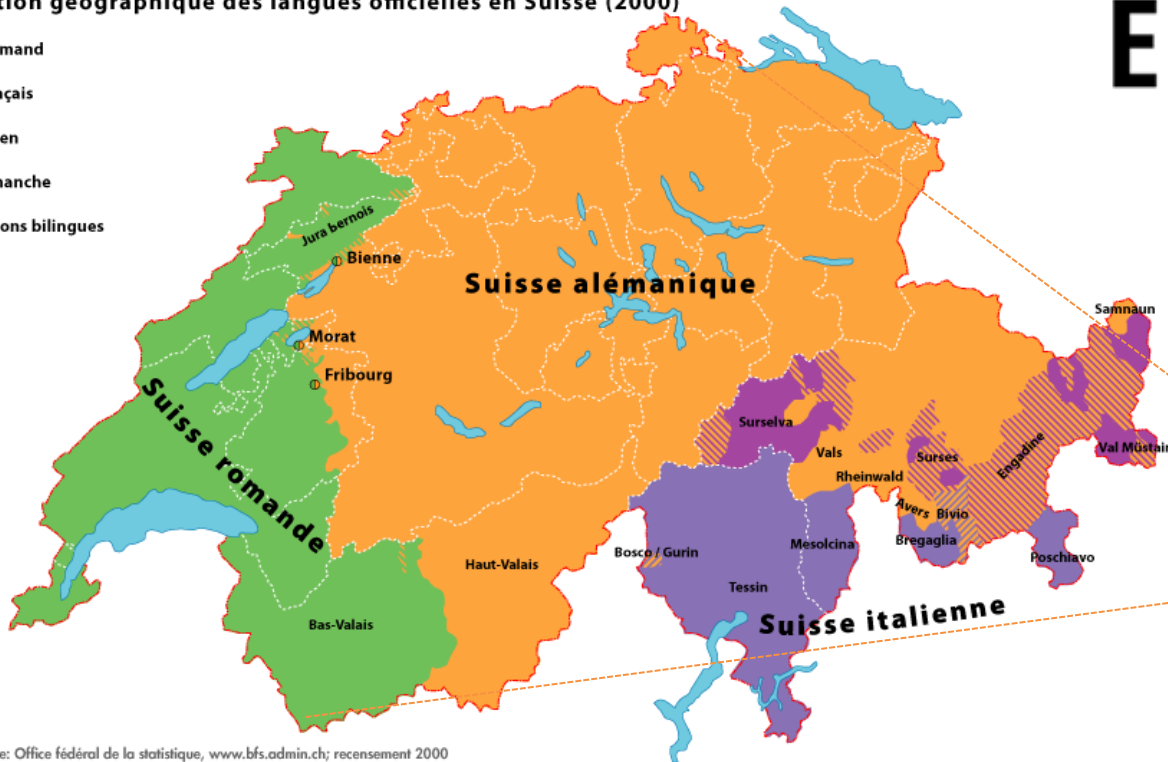 tion géographique des langues officielles en Suisse (2000)
E
mand
çais
en
nanche
ons bilingues
Jura bernois
Bienne
Suisse alémanique
Samnaun
Morat
Fribourg
Suisse romande
Surselva
Vals
Surses
Engadine
Val Müstair
Rheinwald
Avers
Bivio
Bregaglia
Bosco / Gurin
Mesolcina
Poschiavo
Haut-Valais
Tessin
Suisse italienne
Bas-Valais
e: Office fédéral de la statistique, www.bfs.admin.ch; recensement 2000